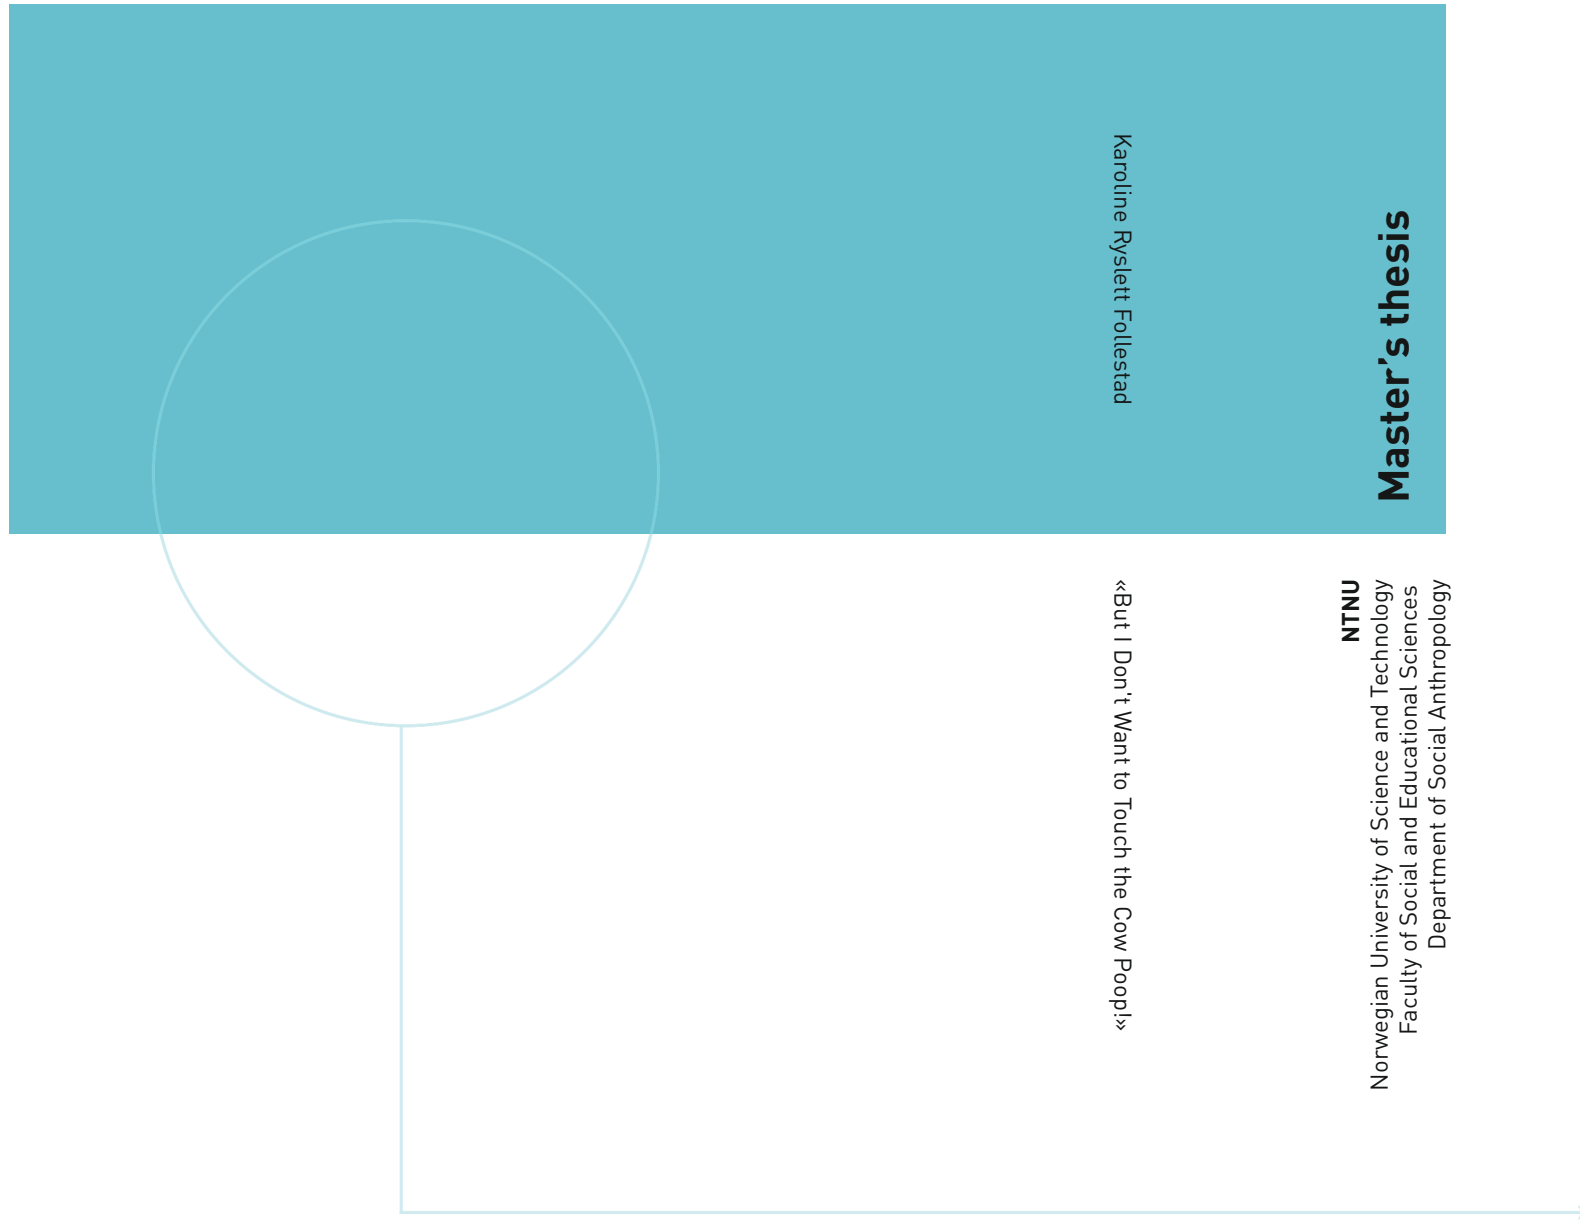 Karoline Ryslett Follestad
«But I Don't Want to Touch the Cow Poop!»
Master's thesis
NTNU
Norwegian University of Science and Technology
Faculty of Social and Educational Sciences
Department of Social Anthropology